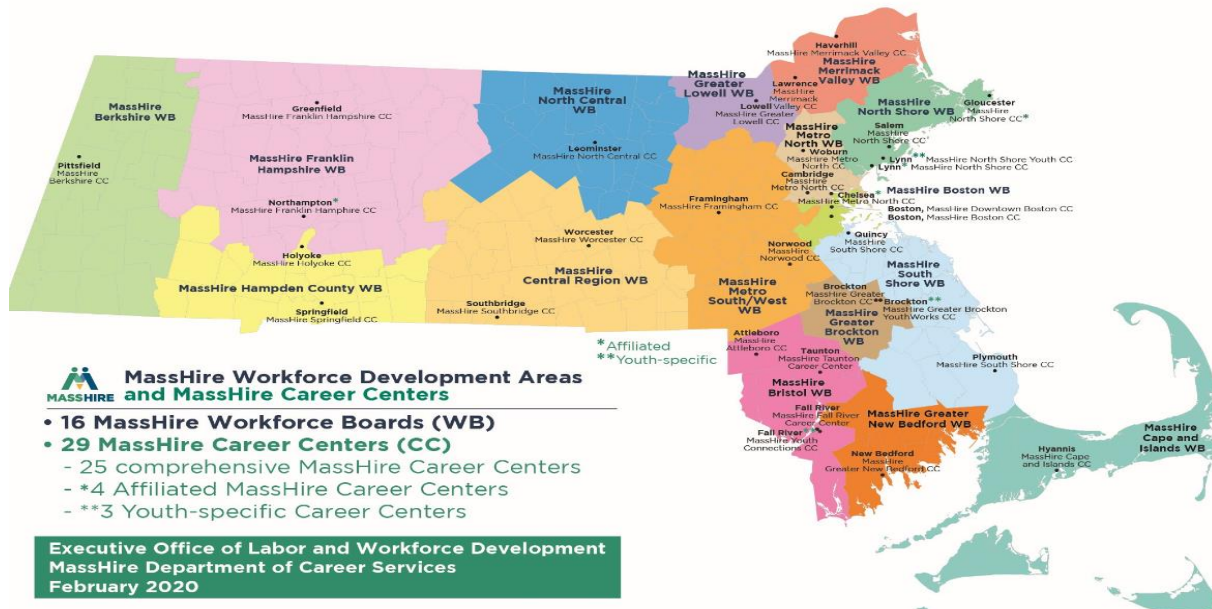 MassHire
Berkshire WB
Pittsfield
MassHire
Berkshire CC
Greenfield
MassHire Franklin Hampshire CC
MassHire Franklin
Hampshire WB
Northampton*
MassHire Franklin Hamphire CC
Holyoke
MassHire Holyoke CC
MassHire Hampden County WB
Springfield
MassHire Springfield CC
MassHire
North Central WB
Leominster
MassHire North Central CC
Worcester
MassHire Worcester CC
MassHire
Central Region WB
Southbridge
MassHire Southbridge CC
MassHire
Greater
Lowell WB
Lowell
MassHire Greater
Lowell CC
Haverhill
MassHire Merrimack Valley CC
MassHire
Merrimack
Valley WB
Lawrence
MassHire
Merrimack
Valley CC
MassHire
North Shore WB
Gloucester
MassHire
North Shore CC*
Salem
MassHire
North Shore CC
Lynn **MassHire North Shore Youth CC
Lynn* MassHire North Shore CC
MassHire
Metro
North WB
Woburn
MassHire Metro
North CC
Cambridge
MassHire
Metro North CC
Chelsea*
MassHire Metro North CC
MassHire Boston WB
Boston, MassHire Downtown Boston CC
Boston, MassHire Boston CC
Framingham
MassHire Framingham CC
Norwood
MassHire
Norwood CC
MassHire
Metro
South/West
WB
Quincy
MassHire
South Shore CC
MassHire
South
Shore WB
Brockton
MassHire Greater
Brockton CC
Brockton**
MassHire Greater Brockton
YouthWorks CC
MassHire
Greater
Brockton
WB
Plymouth
MassHire South Shore CC
Attleboro
MassHire
Attleboro CC
Taunton
MassHire Taunton
Career Center
MassHire
Bristol WB
Fall River
MassHire Fall River
Career Center
Fall River**
MassHire Youth
Connections CC
MassHire Greater
New Bedford WB
New Bedford
MassHire
Greater New Bedford CC
Hyannis
MassHire Cape
and Islands CC
MassHire
Cape and
Islands WB
*Affiliated
**Youth-specific
MASSHIRE
MassHire Workforce Development Areas
and MassHire Career Centers
• 16 MassHire Workforce Boards (WB)
• 29 MassHire Career Centers (CC)
- 25 comprehensive MassHire Career Centers
- *4 Affiliated MassHire Career Centers
- **3 Youth-specific Career Centers
Executive Office of Labor and Workforce Development
MassHire Department of Career Services
February 2020